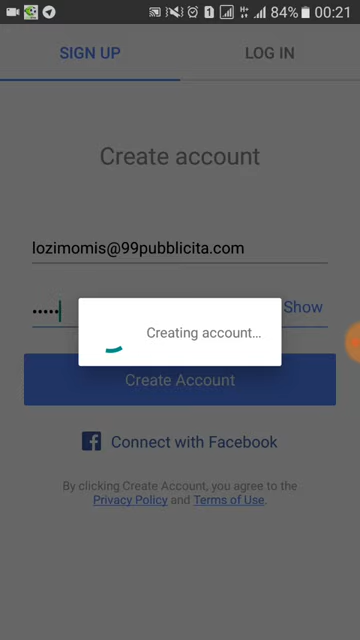 84% 00:21
SIGN UP LOG IN
Create account
lozimomis@99pubblicita.com
••••• Show
Creating account...
Create Account
Connect with Facebook
By clicking Create Account, you agree to the
Privacy Policy and Terms of Use.